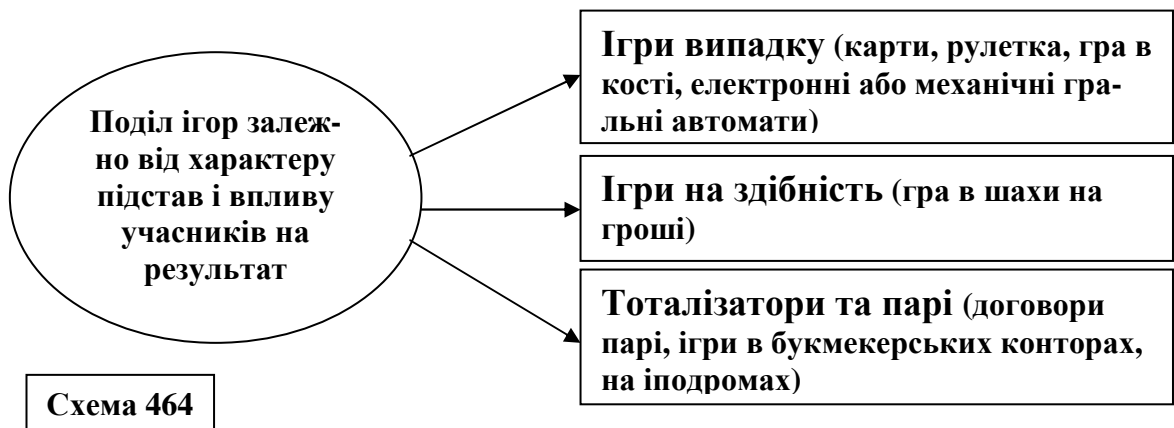 Поділ ігор залеж-
но від характеру
підстав і впливу
учасників на
результат
Ігри випадку (карти, рулетка, гра в
кості, електронні або механічні гра-
льні автомати)
Ігри на здібність (гра в шахи на
гроші)
Тоталізатори та парі (договори
парі, ігри в букмекерських конторах,
на іподромах)
Схема 464